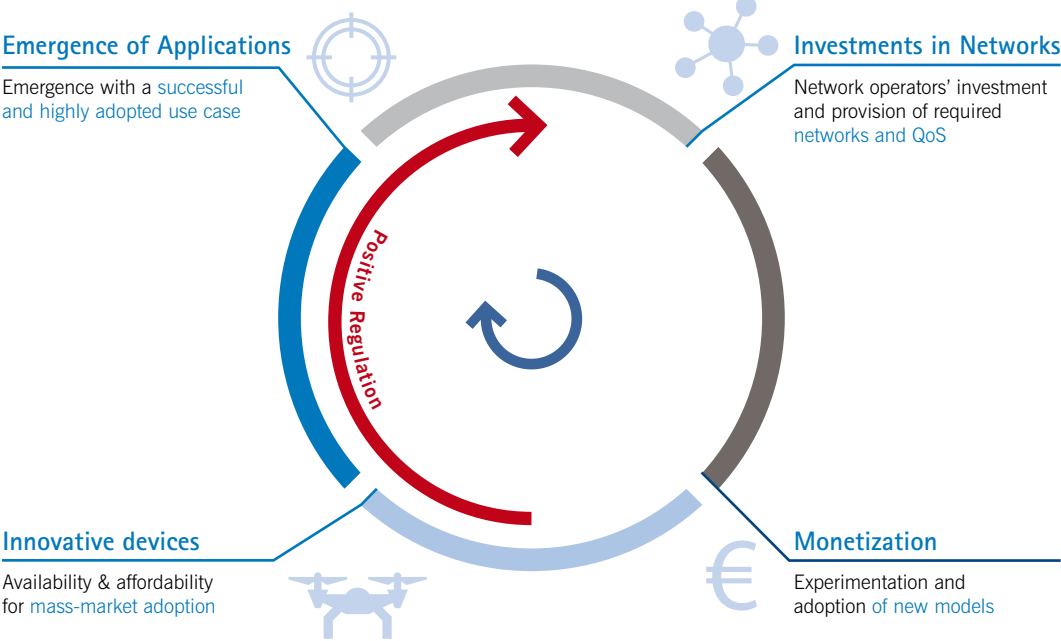 Emergence of Applications
Emergence with a successful
and highly adopted use case
Investments in Networks
Network operators' investment
and provision of required
networks and QoS
Positive Regulation
Innovative devices
Availability & affordability
for mass-market adoption
€
Monetization
Experimentation and
adoption of new models